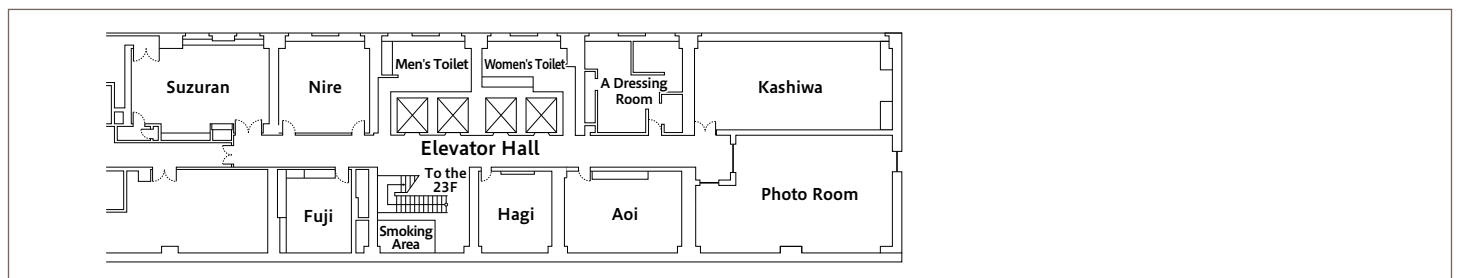 Suzuran
Nire
Men's Toilet
Women's Toilet
A Dressing
Room
Kashiwa
Elevator Hall
To the
23F
Photo Room
Fuji
Hagi
Aoi
Smoking
Area